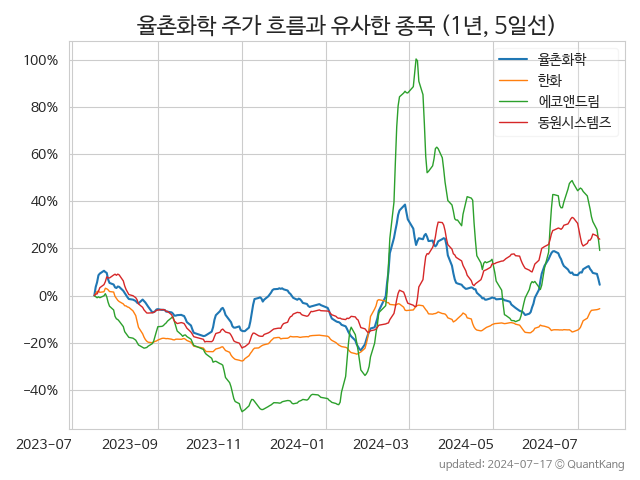 율촌화학 주가 흐름과 유사한 종목 (1년, 5일선)
100%
80%
60%
40%
20%
0%
−20%
−40%
율촌화학
한화
에코앤드림
동원시스템즈
2023-07
2023-09
2023-11
2024-01
2024-03
2024-05
2024-07
updated: 2024-07-17 © QuantKang